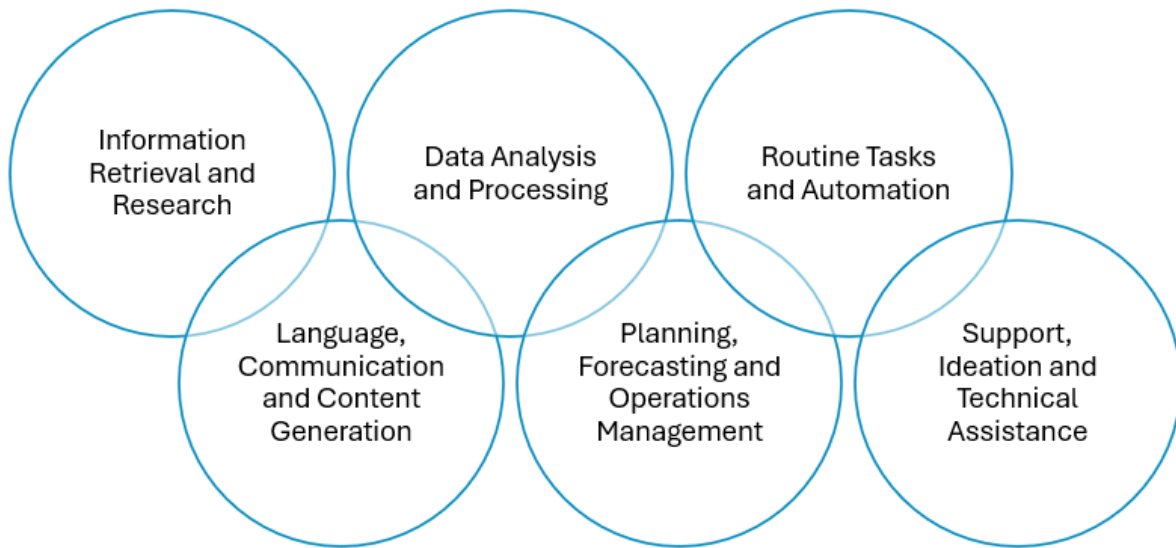 Information
Retrieval and
Research
Data Analysis
and Processing
Routine Tasks
and Automation
Language,
Communication
and Content
Generation
Planning,
Forecasting and
Operations
Management
Support,
Ideation and
Technical
Assistance